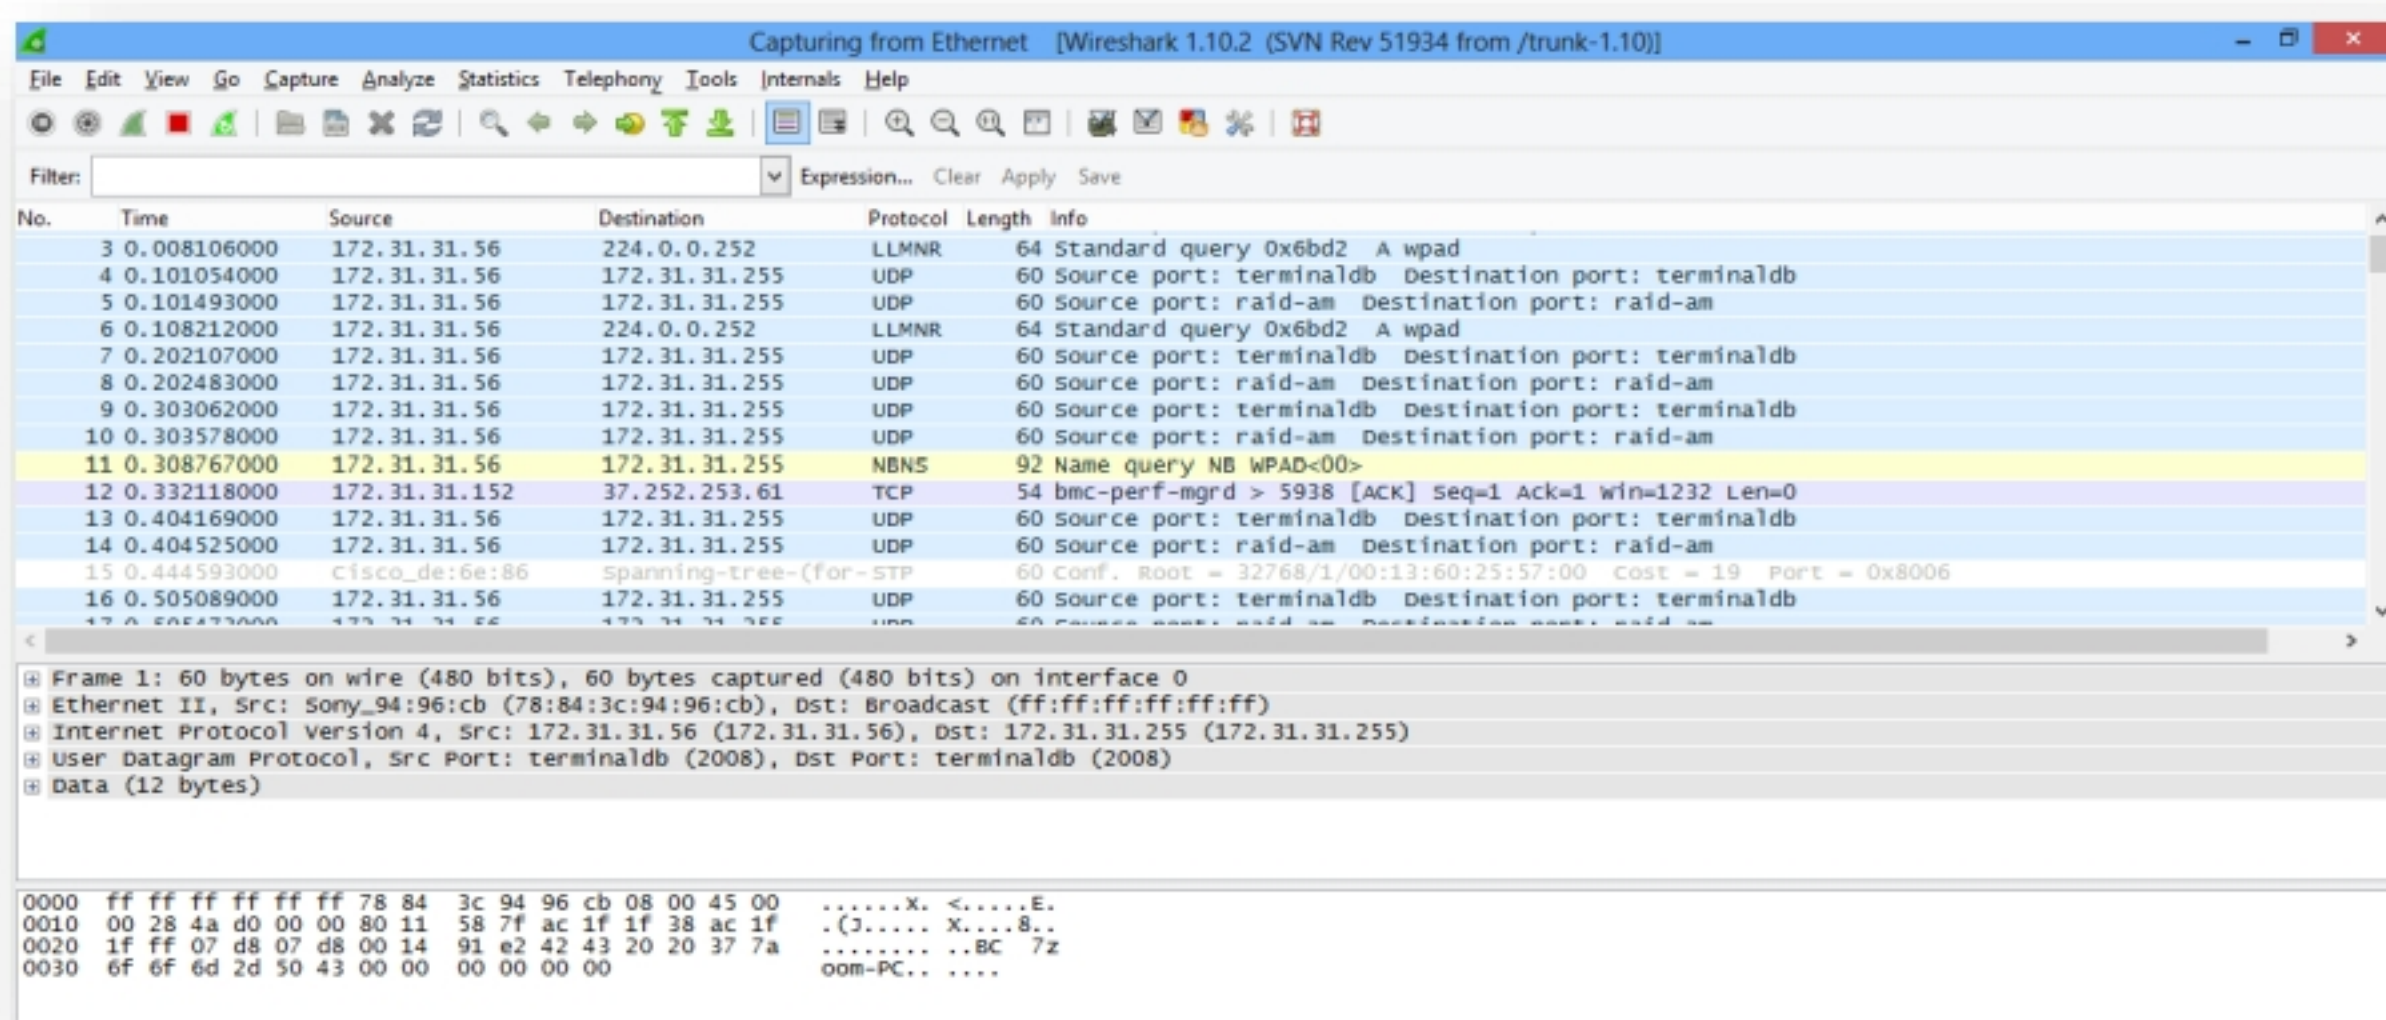 Capturing from Ethernet [Wireshark 1.10.2 (SVN Rev 51934 from /trunk-1.10)]
File Edit View Go Capture Analyze Statistics Telephony Tools Internals Help
Filter: Expression... Clear Apply Save
No. Time Source Destination Protocol Length Info
3 0.008106000 172.31.31.56 224.0.0.252 LLMNR 64 Standard query 0x6bd2 A wpad
4 0.101054000 172.31.31.56 172.31.31.255 UDP 60 Source port: terminaldb Destination port: terminaldb
5 0.101493000 172.31.31.56 172.31.31.255 UDP 60 Source port: raid-am Destination port: raid-am
6 0.108212000 172.31.31.56 224.0.0.252 LLMNR 64 Standard query 0x6bd2 A wpad
7 0.202107000 172.31.31.56 172.31.31.255 UDP 60 Source port: terminaldb Destination port: terminaldb
8 0.202483000 172.31.31.56 172.31.31.255 UDP 60 Source port: raid-am Destination port: raid-am
9 0.303062000 172.31.31.56 172.31.31.255 UDP 60 Source port: terminaldb Destination port: terminaldb
10 0.303578000 172.31.31.56 172.31.31.255 UDP 60 Source port: raid-am Destination port: raid-am
11 0.308767000 172.31.31.56 172.31.31.255 NBNS 92 Name query NB WPAD<00>
12 0.332118000 172.31.31.152 37.252.253.61 TCP 54 bmc-perf-mgrd > 5938 [ACK] Seq=1 Ack=1 Win=1232 Len=0
13 0.404169000 172.31.31.56 172.31.31.255 UDP 60 Source port: terminaldb Destination port: terminaldb
14 0.404525000 172.31.31.56 172.31.31.255 UDP 60 Source port: raid-am Destination port: raid-am
15 0.444593000 Cisco_de:6e:86 Spanning-tree-(for- STP 60 Conf. Root = 32768/1/00:13:60:25:57:00 Cost = 19 Port = 0x8006
16 0.505089000 172.31.31.56 172.31.31.255 UDP 60 Source port: terminaldb Destination port: terminaldb
Frame 1: 60 bytes on wire (480 bits), 60 bytes captured (480 bits) on interface 0
Ethernet II, Src: Sony_94:96:cb (78:84:3c:94:96:cb), Dst: Broadcast (ff:ff:ff:ff:ff:ff)
Internet Protocol Version 4, Src: 172.31.31.56 (172.31.31.56), Dst: 172.31.31.255 (172.31.31.255)
User Datagram Protocol, Src Port: terminaldb (2008), Dst Port: terminaldb (2008)
Data (12 bytes)
0000 ff ff ff ff ff ff 78 84 3c 94 96 cb 08 00 45 00 ......x. <.....E.
0010 00 28 4a d0 00 00 80 11 58 7f ac 1f 1f 38 ac 1f .(J..... X....8..
0020 1f ff 07 d8 07 d8 00 14 91 e2 42 43 20 20 37 7a ........ ..BC 7z
0030 6f 6f 6d 2d 50 43 00 00 00 00 00 00 oom-PC.. ....